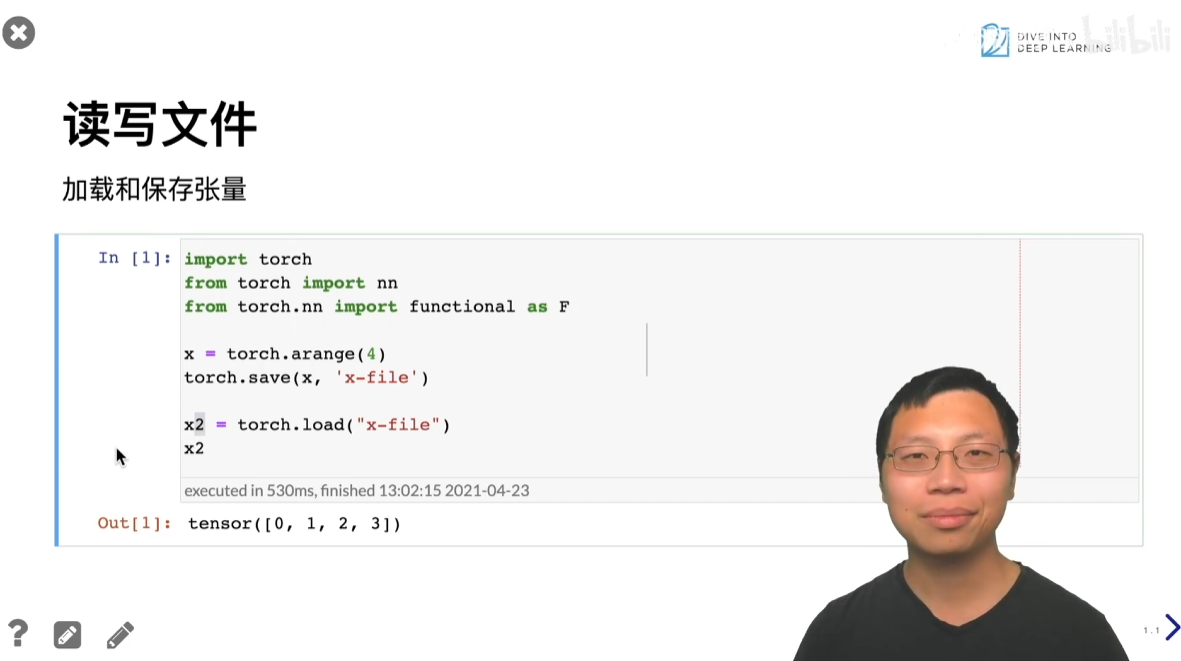 DIVE INTO
DEEP LEARNING
bilibili
读写文件
加载和保存张量
In [1]:
import torch
from torch import nn
from torch.nn import functional as F
x = torch.arange(4)
torch.save(x, 'x-file')
x2 = torch.load("x-file")
x2
executed in 530ms, finished 13:02:15 2021-04-23
Out[1]: tensor([0, 1, 2, 3])
?
1.1